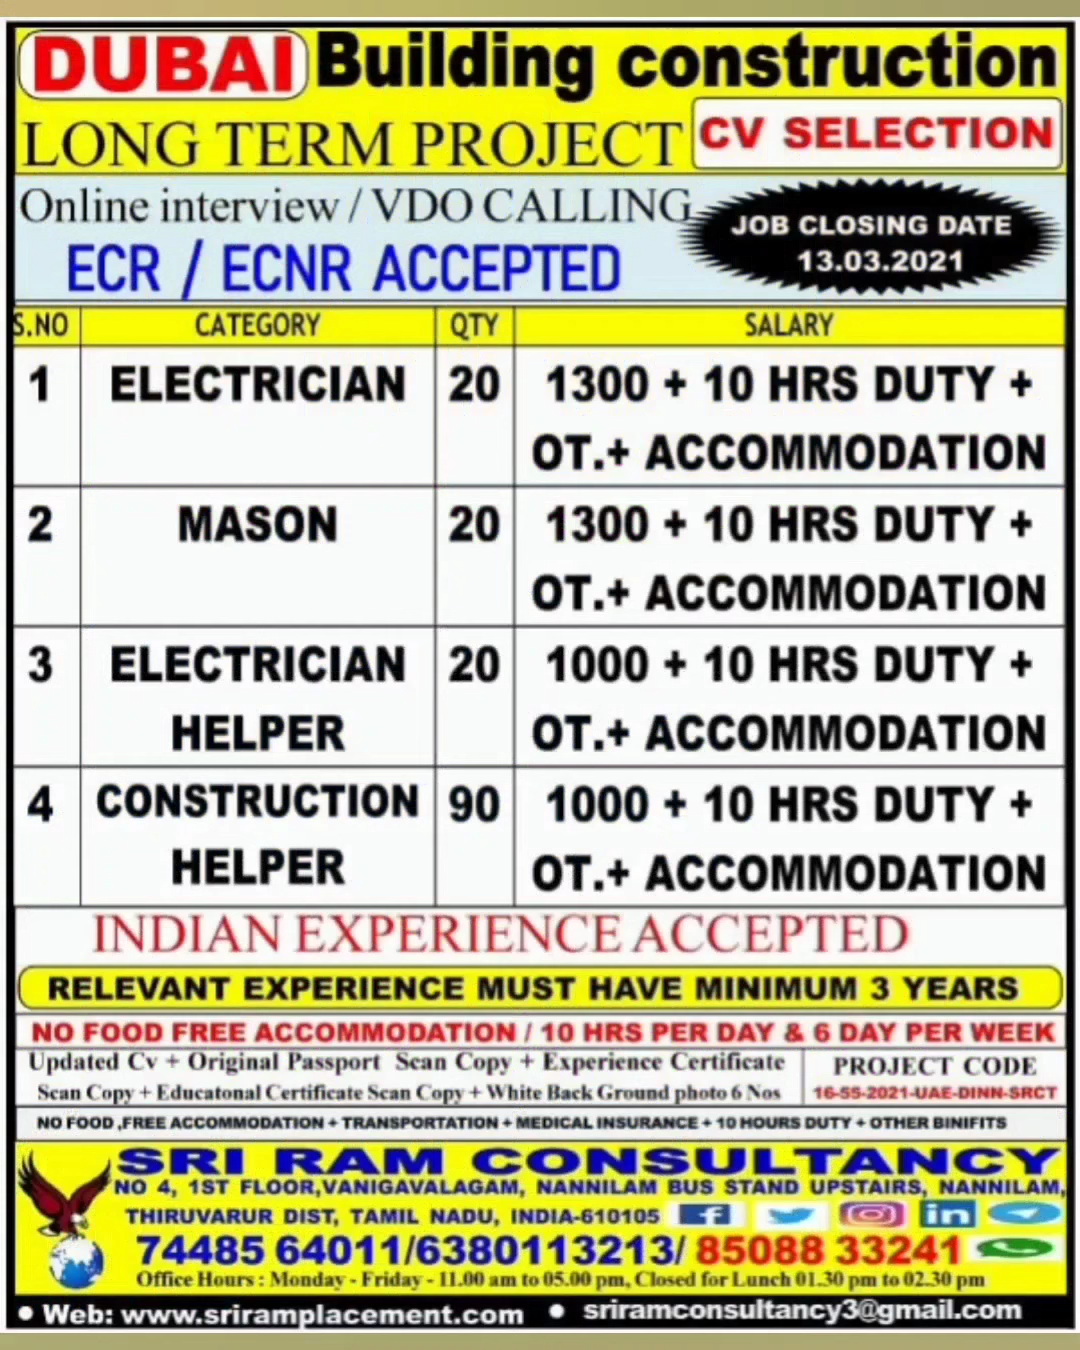 DUBAI Building construction
LONG TERM PROJECT CV SELECTION
Online interview / VDO CALLING
JOB CLOSING DATE
13.03.2021
ECR / ECNR ACCEPTED
S.NO CATEGORY QTY SALARY
1 ELECTRICIAN 20 1300 + 10 HRS DUTY +
OT.+ ACCOMMODATION
2 MASON 20 1300 + 10 HRS DUTY +
OT.+ ACCOMMODATION
3 ELECTRICIAN 20 1000 + 10 HRS DUTY +
HELPER OT.+ ACCOMMODATION
4 CONSTRUCTION 90 1000 + 10 HRS DUTY +
HELPER OT.+ ACCOMMODATION
INDIAN EXPERIENCE ACCEPTED
RELEVANT EXPERIENCE MUST HAVE MINIMUM 3 YEARS
NO FOOD FREE ACCOMMODATION / 10 HRS PER DAY & 6 DAY PER WEEK
Updated Cv + Original Passport Scan Copy + Experience Certificate
Scan Copy + Educatonal Certificate Scan Copy + White Back Ground photo 6 Nos
PROJECT CODE
16-55-2021-UAE-DINN-SRCT
NO FOOD ,FREE ACCOMMODATION + TRANSPORTATION + MEDICAL INSURANCE + 10 HOURS DUTY + OTHER BINIFITS
SRI RAM CONSULTANCY
NO 4, 1ST FLOOR,VANIGAVALAGAM, NANNILAM BUS STAND UPSTAIRS, NANNILAM,
THIRUVARUR DIST, TAMIL NADU, INDIA-610105
74485 64011/6380113213/ 85088 33241
Office Hours : Monday - Friday - 11.00 am to 05.00 pm, Closed for Lunch 01.30 pm to 02.30 pm
• Web: www.sriramplacement.com • sriramconsultancy3@gmail.com